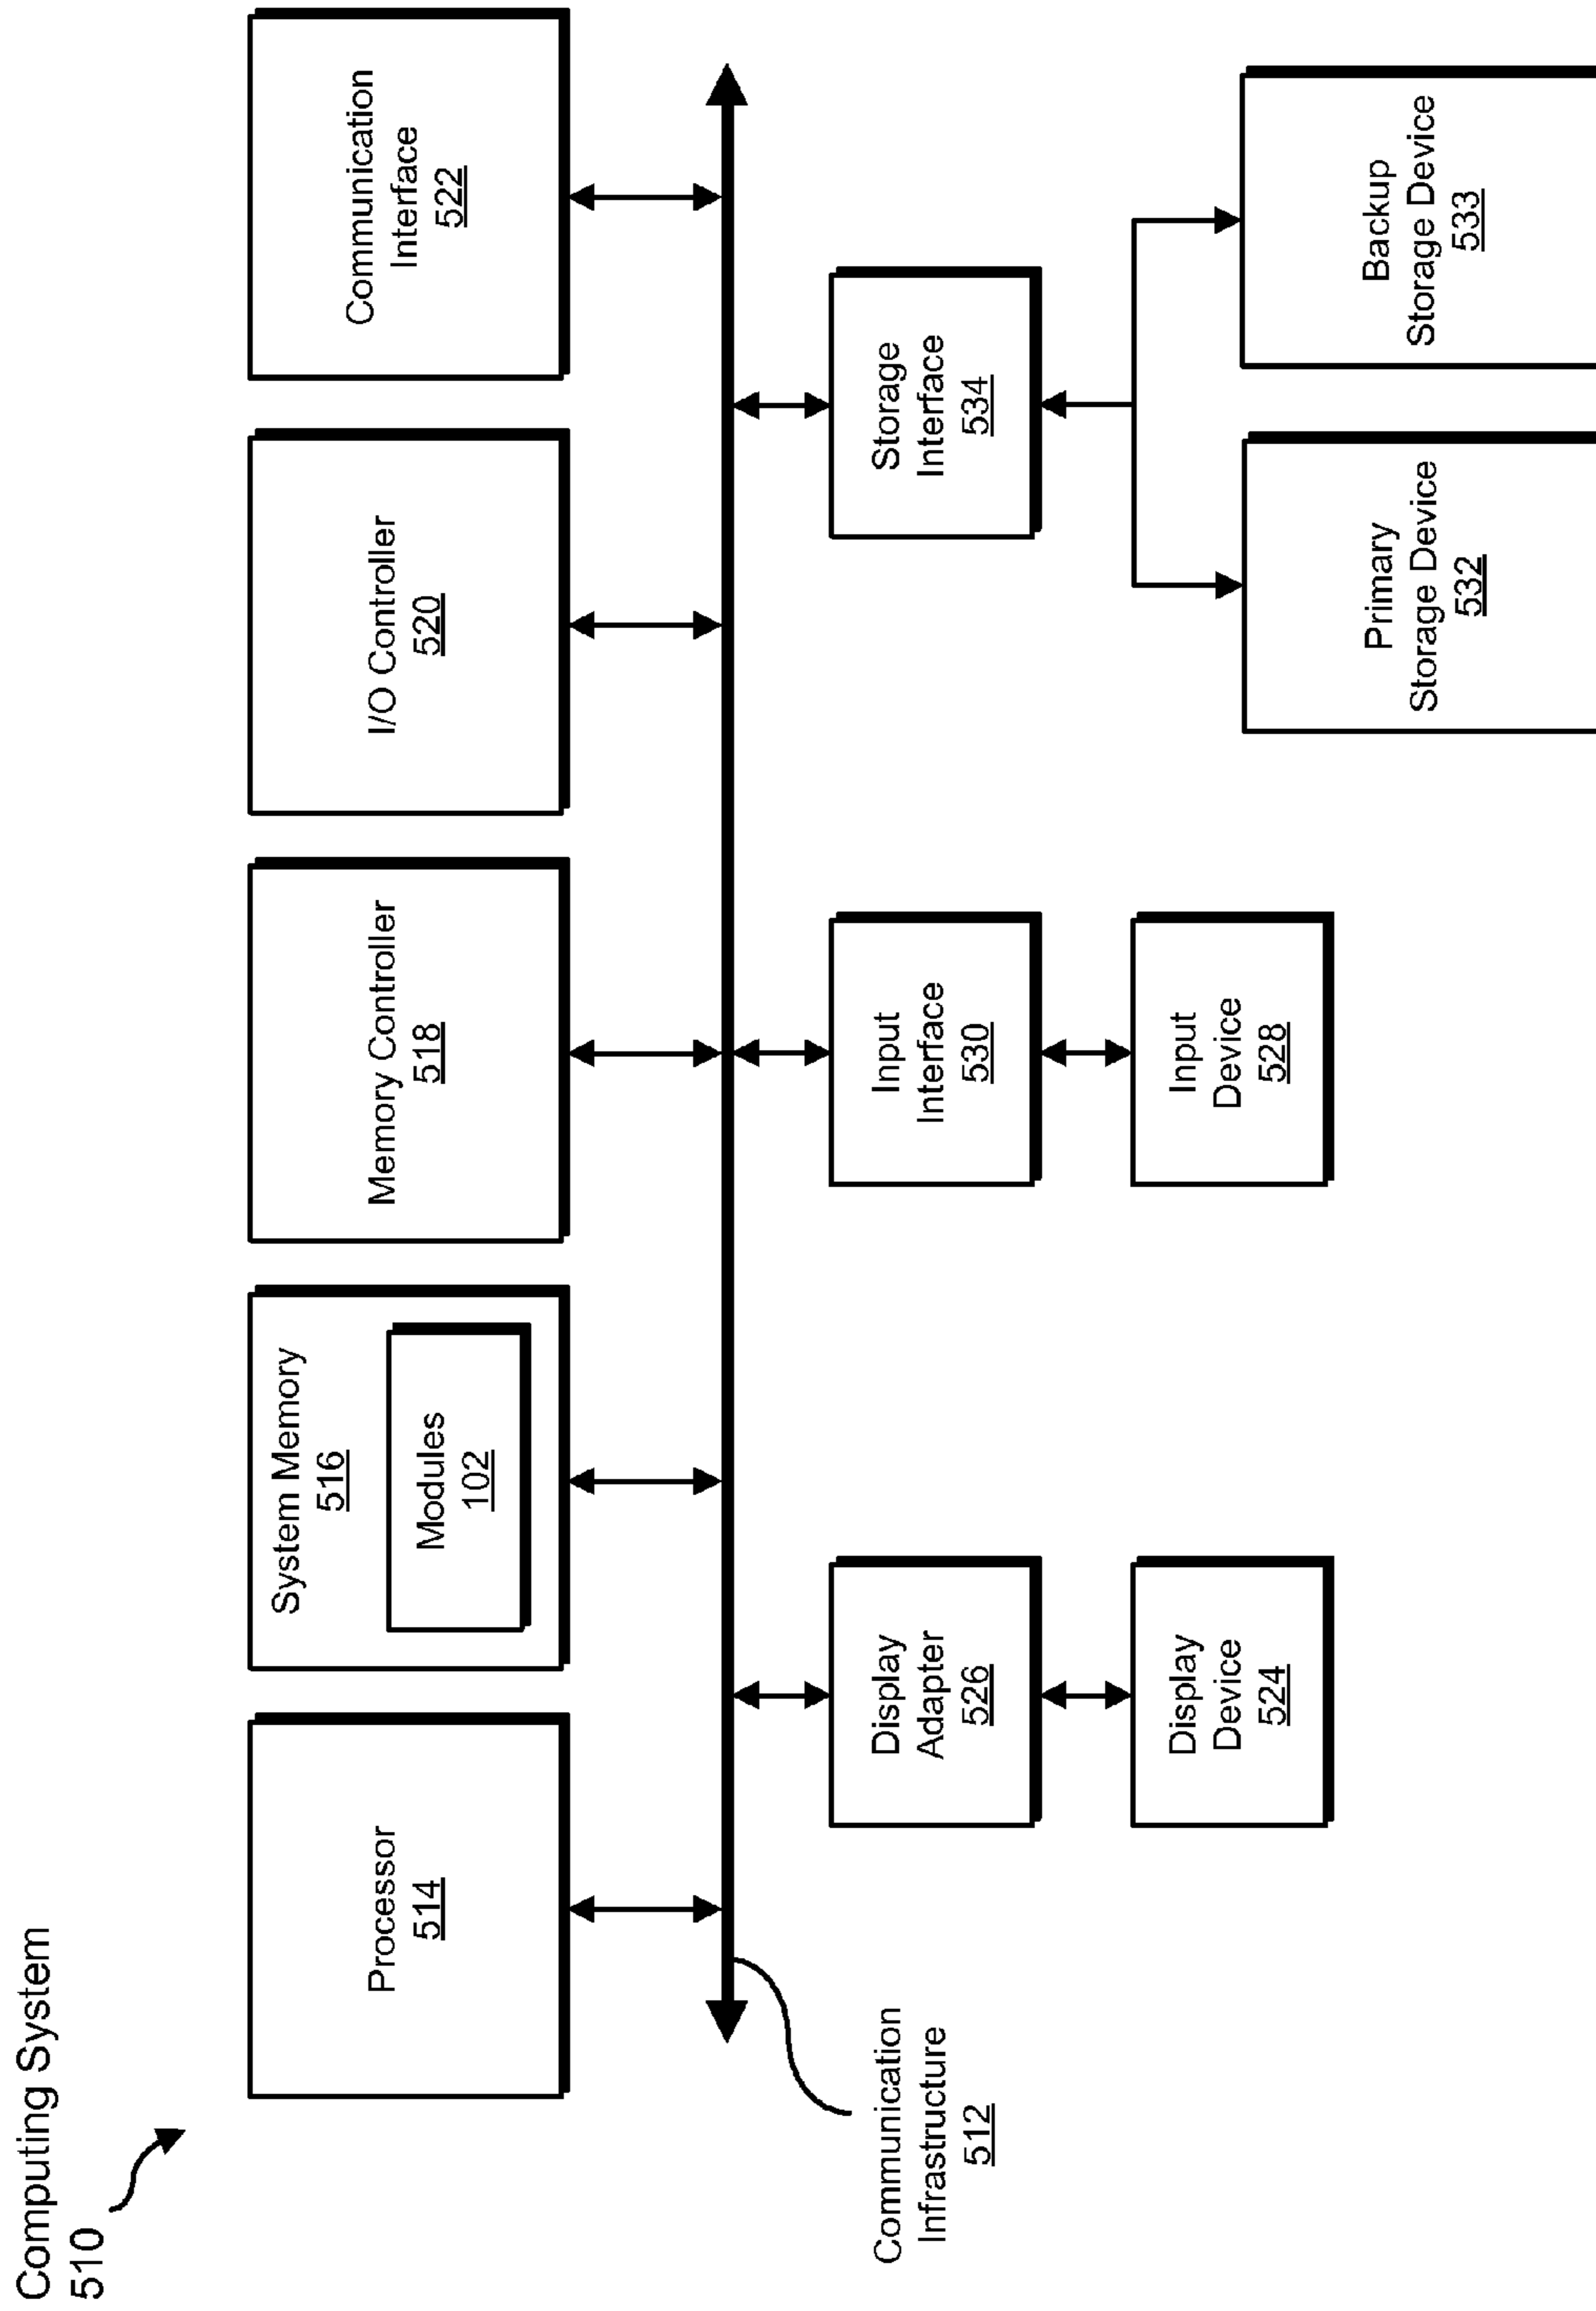 Computing System
510
Processor
514
System Memory
516
Modules
102
Memory Controller
518
I/O Controller
520
Communication
Interface
522
Communication
Infrastructure
512
Display
Adapter
526
Input
Interface
530
Storage
Interface
534
Display
Device
524
Input
Device
528
Primary
Storage Device
532
Backup
Storage Device
533